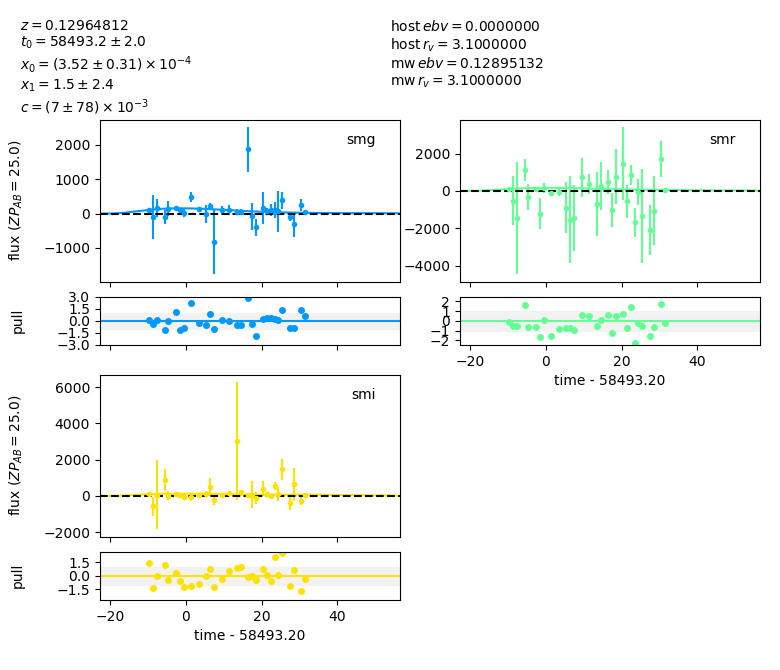 z = 0.12964812
t₀ = 58493.2 ± 2.0
x₀ = (3.52 ± 0.31) × 10⁻⁴
x₁ = 1.5 ± 2.4
c = (7 ± 78) × 10⁻³
host ebv = 0.0000000
host r_v = 3.1000000
mw ebv = 0.12895132
mw r_v = 3.1000000
smg
2000
1000
0
−1000
flux (ZP_AB = 25.0)
smr
2000
0
−2000
−4000
3.0
1.5
0.0
−1.5
−3.0
pull
2
1
0
−1
−2
−20
0
20
40
time - 58493.20
smi
6000
4000
2000
0
−2000
flux (ZP_AB = 25.0)
1.5
0.0
−1.5
pull
−20
0
20
40
time - 58493.20